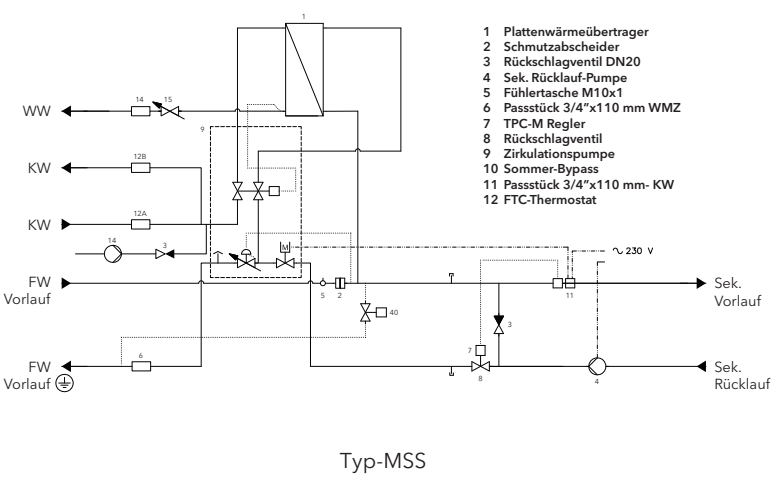 1
1 Plattenwärmeübertrager
2 Schmutzabscheider
3 Rückschlagventil DN20
4 Sek. Rücklauf-Pumpe
5 Fühlertasche M10x1
6 Passstück 3/4"x110 mm WMZ
7 TPC-M Regler
8 Rückschlagventil
9 Zirkulationspumpe
10 Sommer-Bypass
11 Passstück 3/4"x110 mm- KW
12 FTC-Thermostat
WW
14
15
9
KW
12B
KW
12A
14
3
M
~ 230 V
FW
Vorlauf
5
2
11
Sek.
Vorlauf
40
3
7
6
8
4
FW
Vorlauf
Sek.
Rücklauf
Typ-MSS